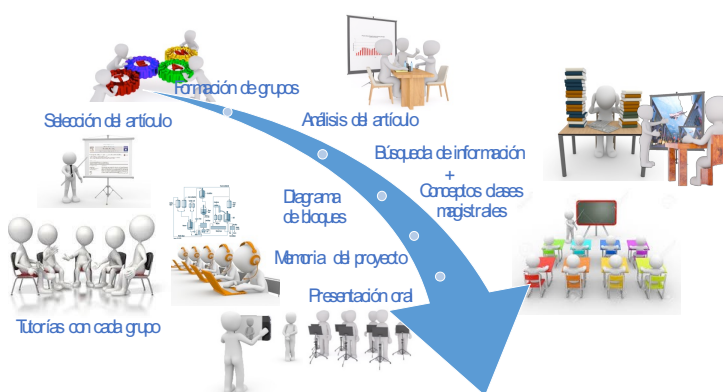 Formación de grupos
Selección del artículo
Análisis del artículo
Búsqueda de información
+
Conceptos clases
magistrales
Diagrama
de bloques
Memoria del proyecto
Presentación oral
Tutorías con cada grupo